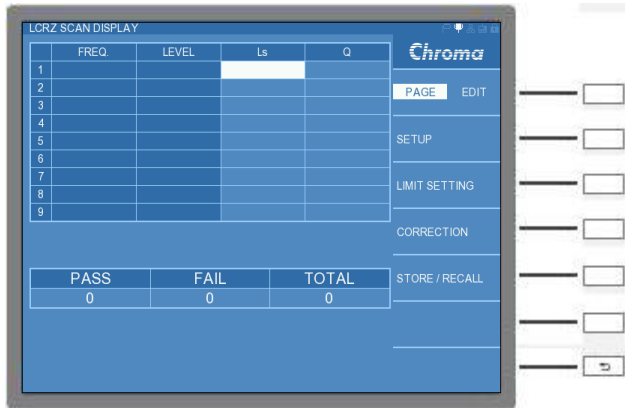 LCRZ SCAN DISPLAY
Chroma
FREQ. LEVEL Ls Q
1
2
3
4
5
6
7
8
9
PAGE EDIT
SETUP
LIMIT SETTING
CORRECTION
STORE / RECALL
PASS FAIL TOTAL
0 0 0